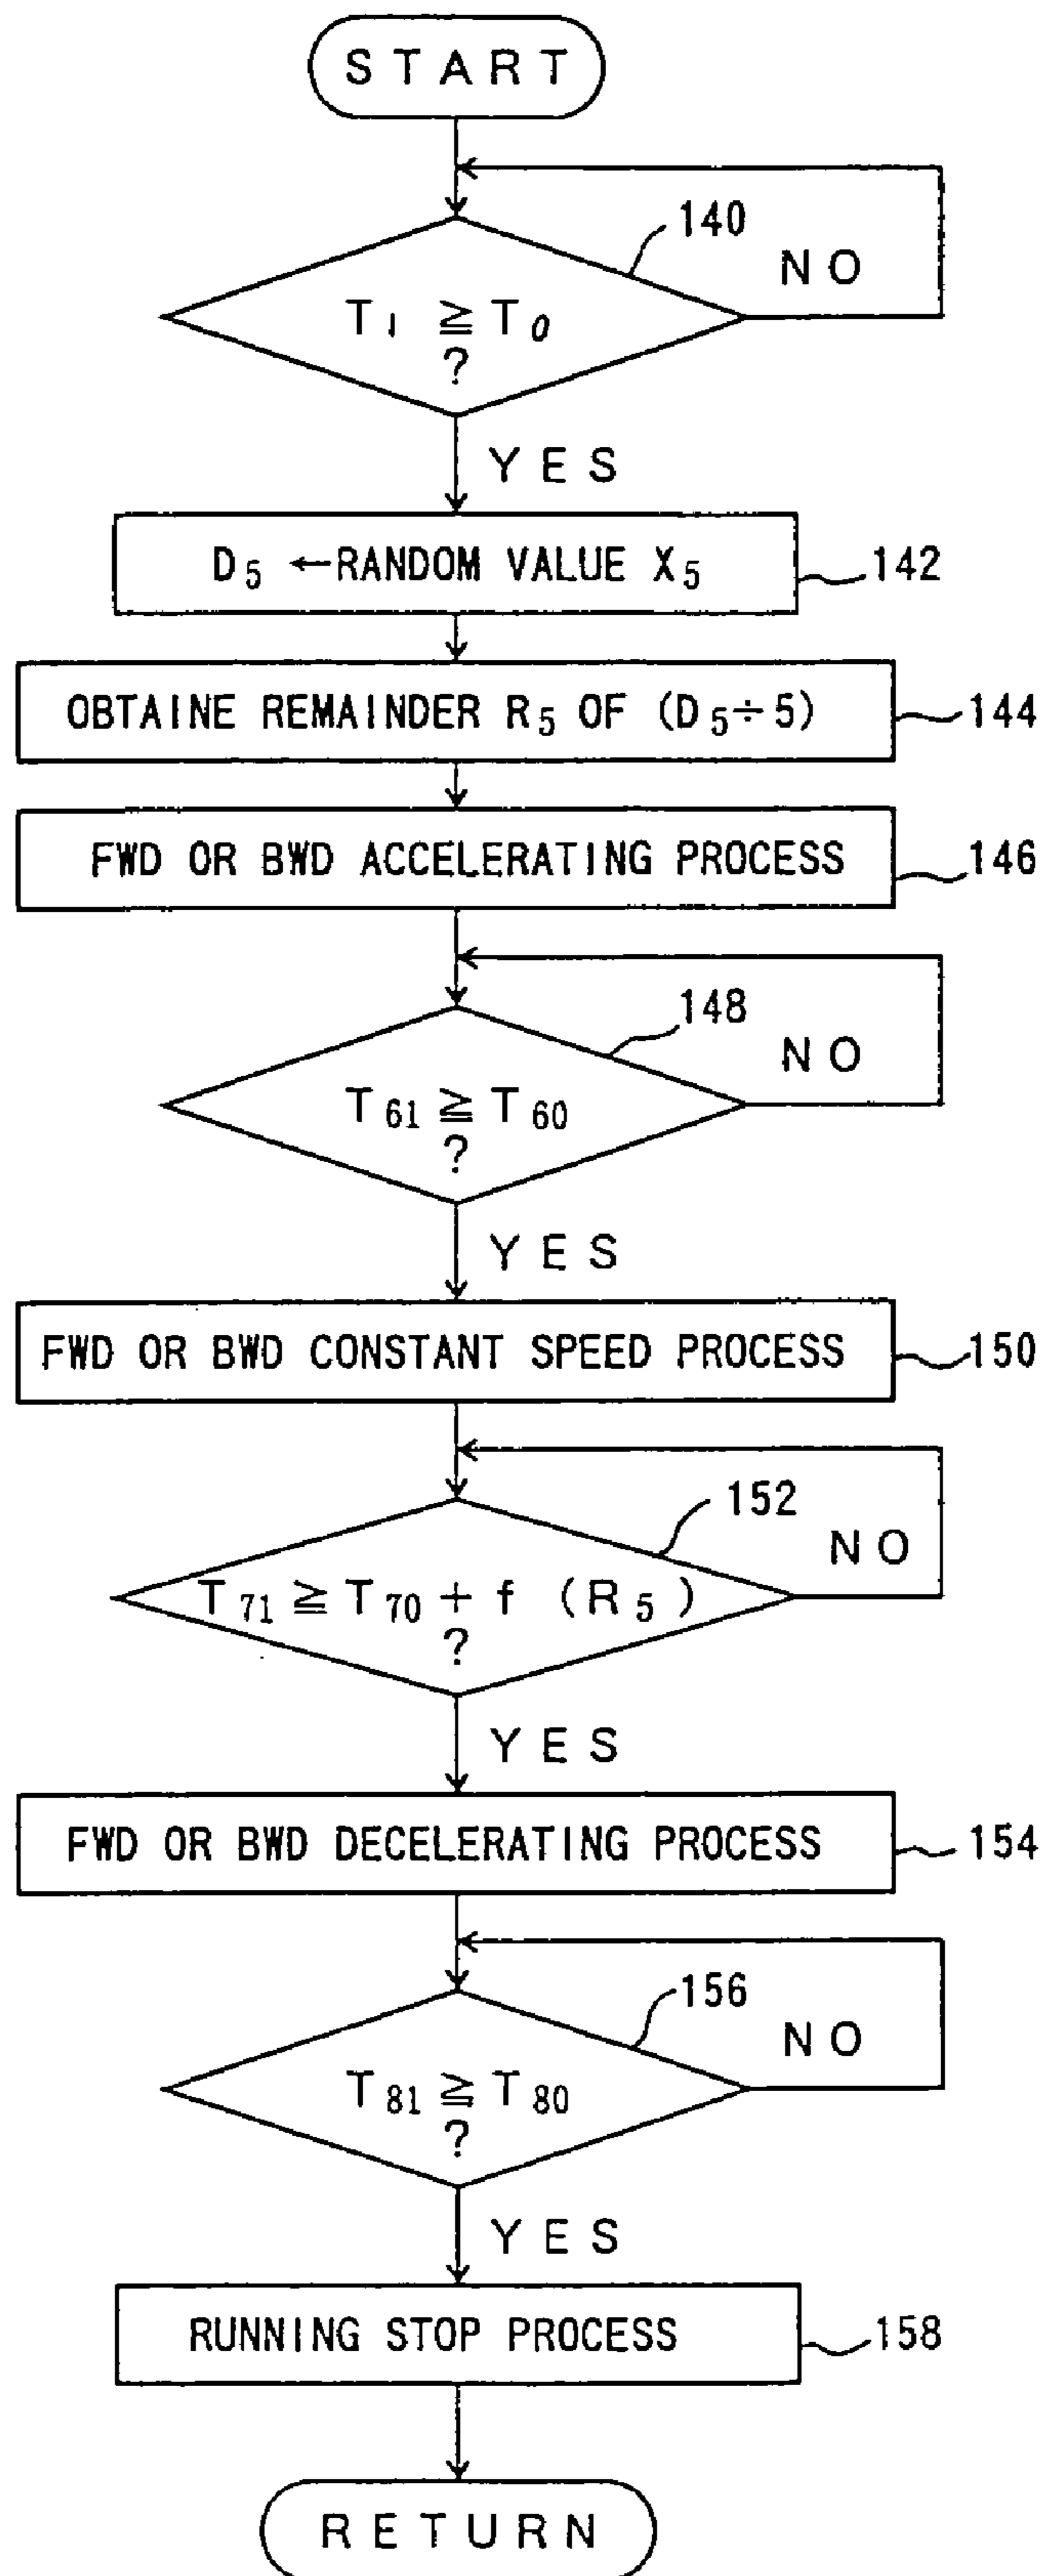 START
140
NO
T₁ ≧ T₀
?
YES
D₅ ←RANDOM VALUE X₅
142
OBTAINE REMAINDER R₅ OF (D₅÷5)
144
FWD OR BWD ACCELERATING PROCESS
146
148
NO
T₆₁ ≧ T₆₀
?
YES
FWD OR BWD CONSTANT SPEED PROCESS
150
152
NO
T₇₁ ≧ T₇₀ + f (R₅)
?
YES
FWD OR BWD DECELERATING PROCESS
154
156
NO
T₈₁ ≧ T₈₀
?
YES
RUNNING STOP PROCESS
158
RETURN